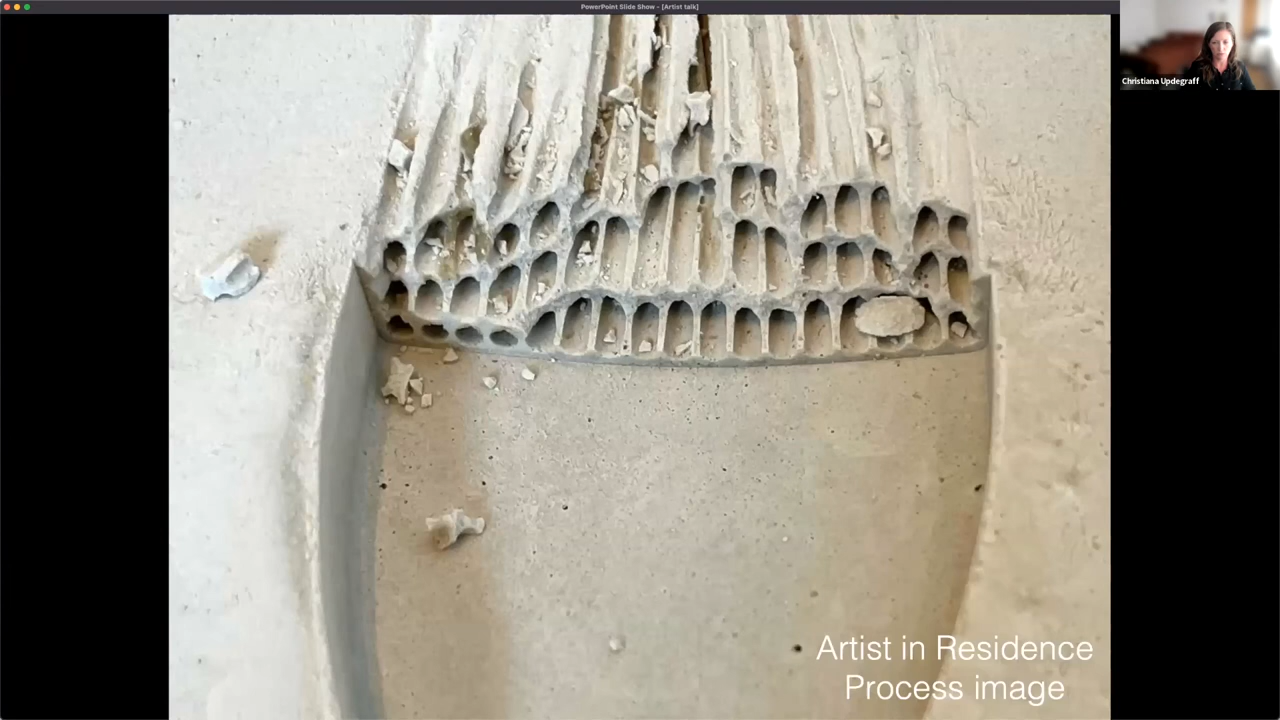 PowerPoint Slide Show - [Artist talk]
Christiana Updegraff
Artist in Residence
Process image